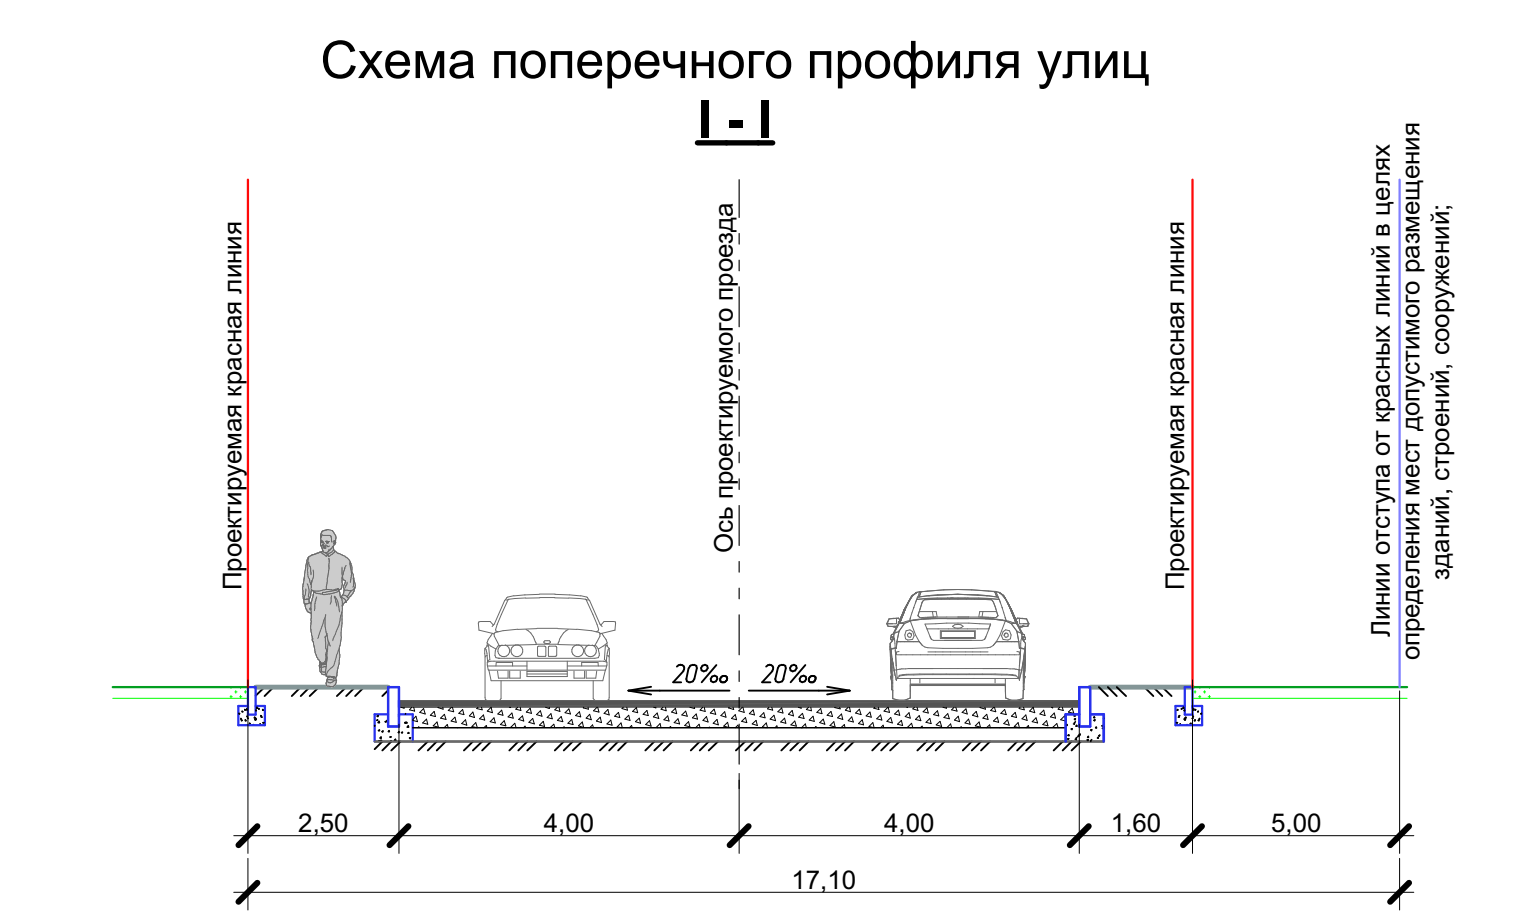 Схема поперечного профиля улиц
I - I
Проектируемая красная линия
Ось проектируемого проезда
Проектируемая красная линия
Линии отступа от красных линий в целях
определения мест допустимого размещения
зданий, строений, сооружений;
20‰ 20‰
2,50 4,00 4,00 1,60 5,00
17,10